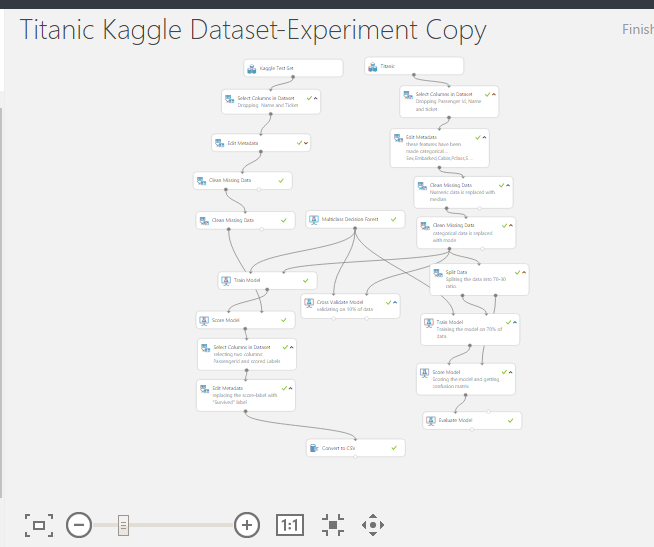 Titanic Kaggle Dataset-Experiment Copy
Finish
Kaggle Test Set
Titanic
Select Columns in Dataset
Dropping: Name and Ticket
Select Columns in Dataset
Dropping Passenger id, Name
and ticket
Edit Metadata
Edit Metadata
these features have been
made categorical...
Sex,Embarked,Cabin,Pclass,S...
Clean Missing Data
Clean Missing Data
Numeric data is replaced with
median
Clean Missing Data
Multiclass Decision Forest
Clean Missing Data
categorical data is replaced
with mode
Train Model
Split Data
Splitting the data into 70-30
ratio.
Cross Validate Model
validating on 30% of data
Score Model
Train Model
Training the model on 70% of
data
Select Columns in Dataset
selecting two columns
PassengerId and scored Labels
Score Model
Scoring the model and getting
confusion matrix
Edit Metadata
replacing the score-label with
"Survived" label
Evaluate Model
Convert to CSV
1:1